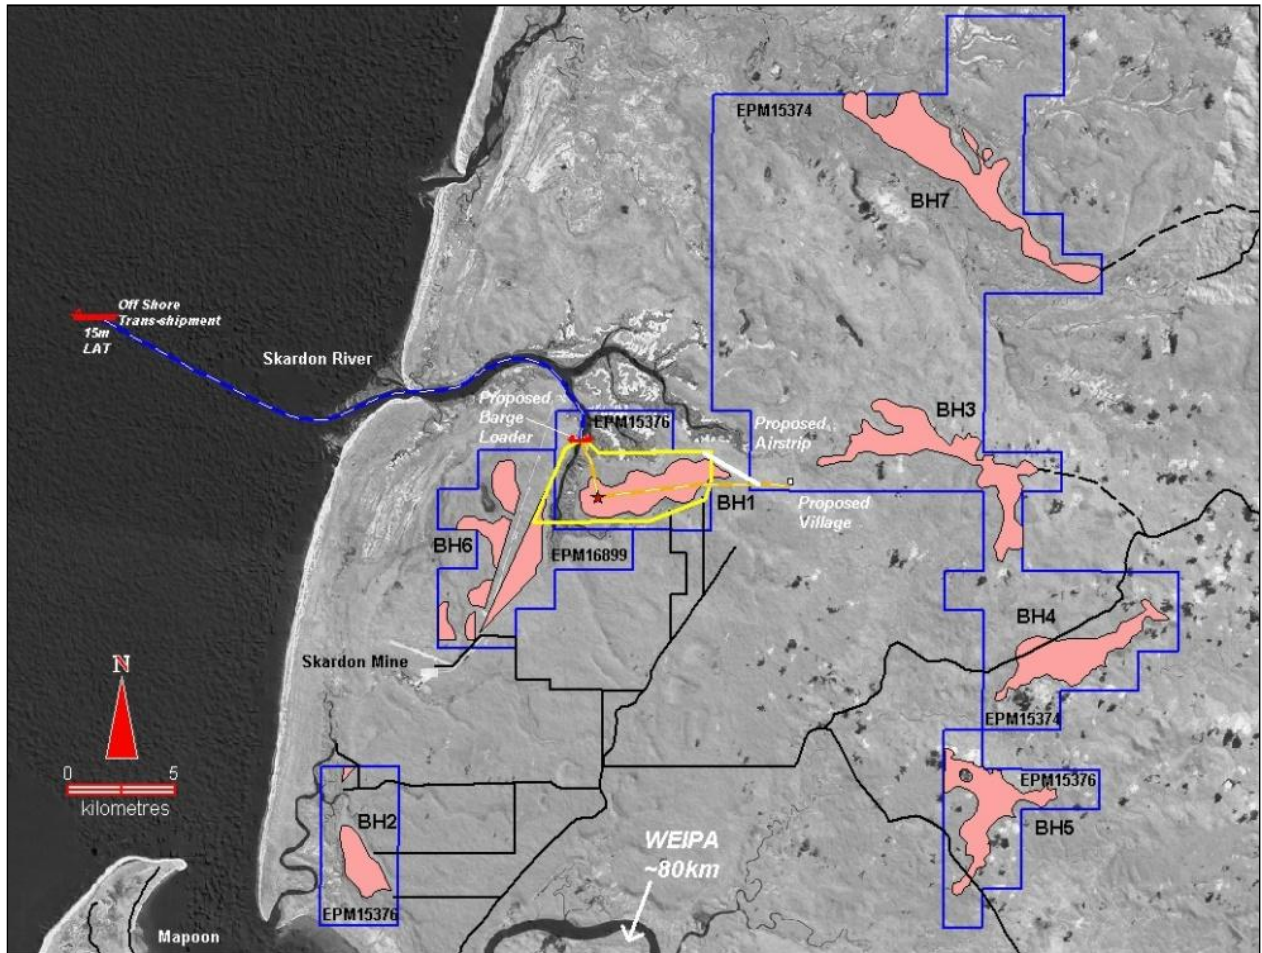 EPM15374
BH7
Off Shore
Trans-shipment
15m
LAT
Skardon River
Proposed
Barge
Loader
EPM15376
BH3
Proposed
Airstrip
BH1
Proposed
Village
BH6
EPM16899
BH4
Skardon Mine
N
EPM15374
0 5
kilometres
EPM15376
BH5
BH2
WEIPA
~80km
EPM15376
Mapoon